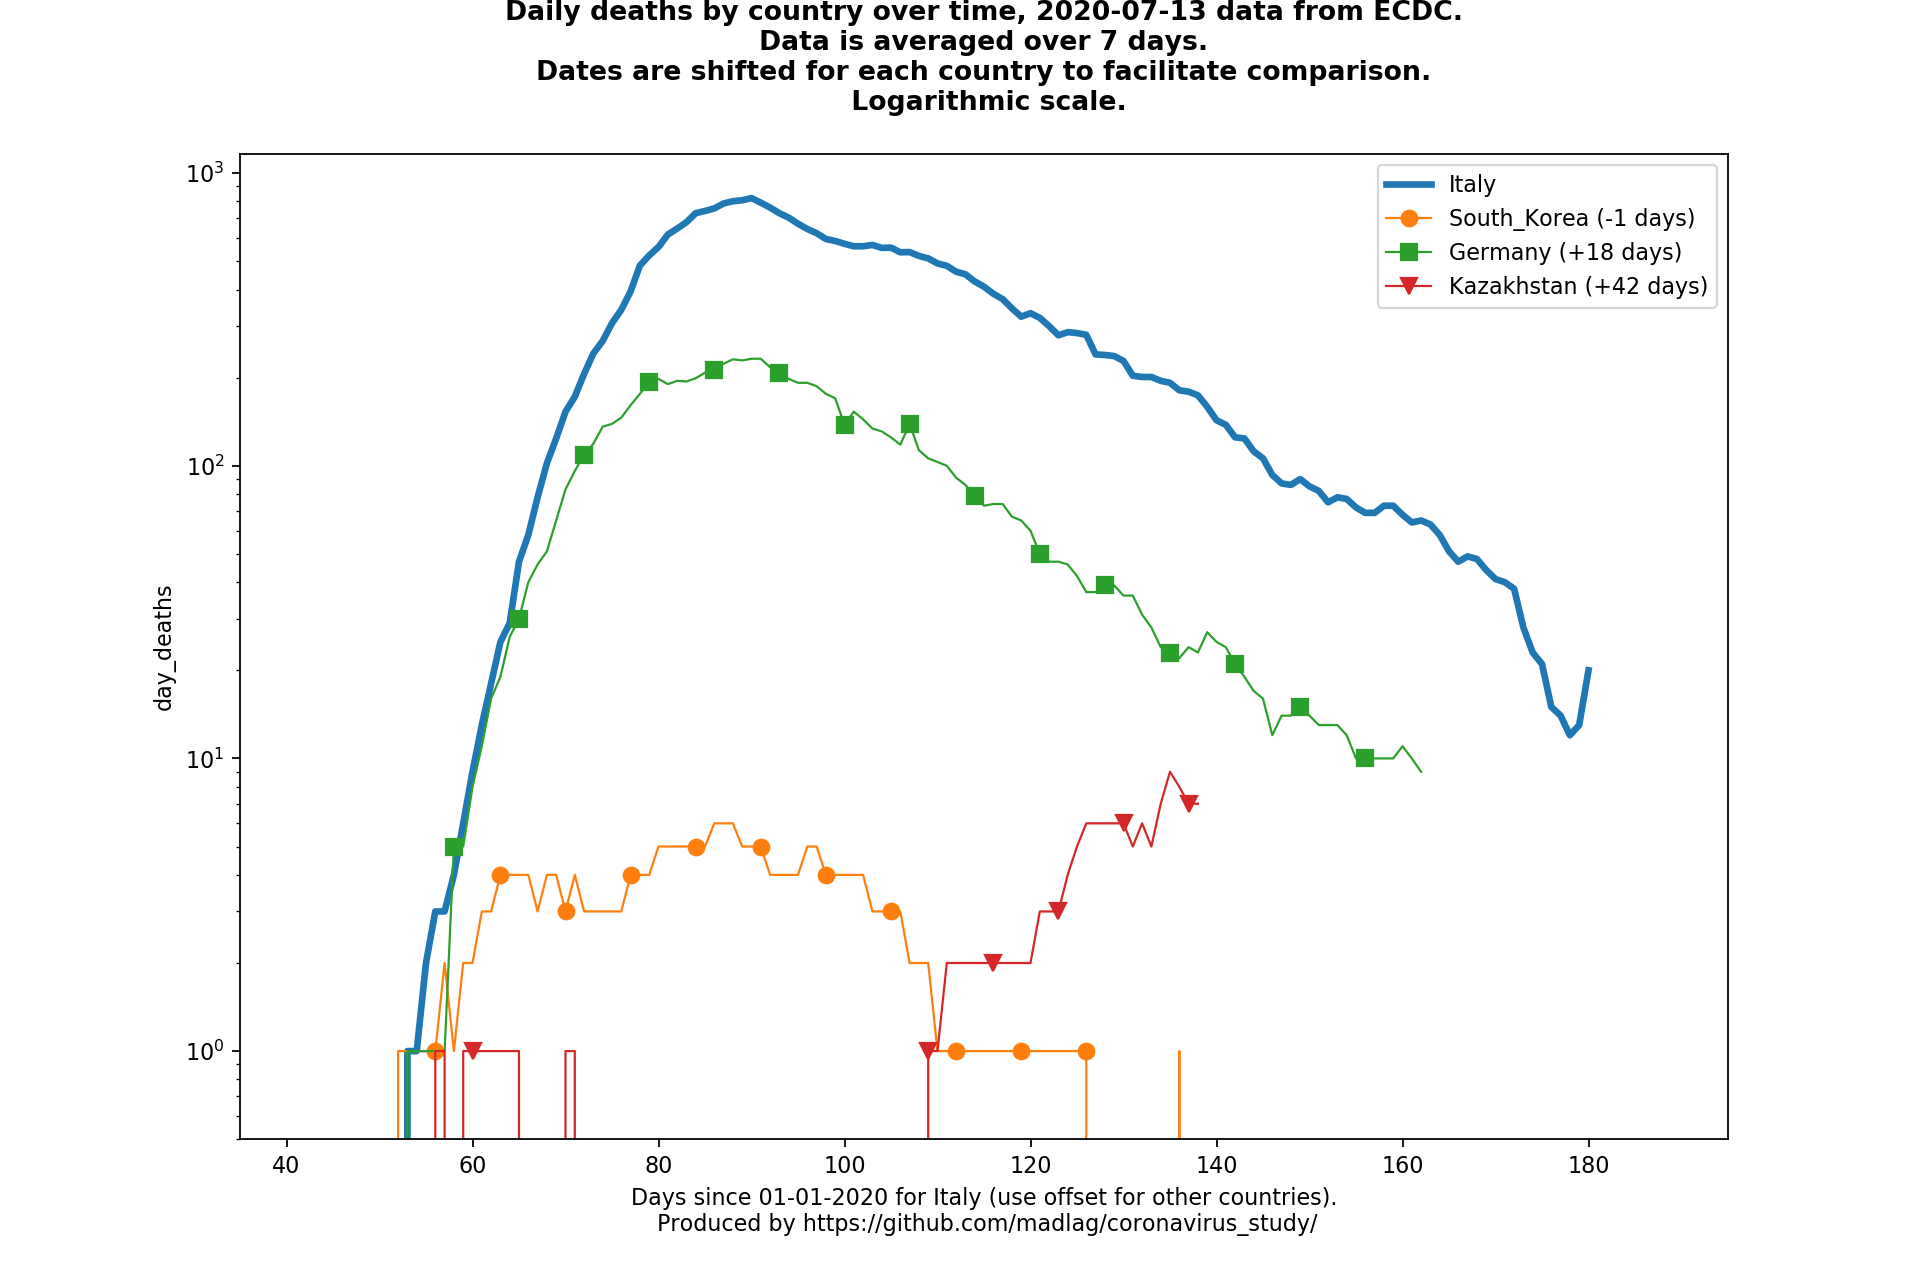 Daily deaths by country over time, 2020-07-13 data from ECDC.
Data is averaged over 7 days.
Dates are shifted for each country to facilitate comparison.
Logarithmic scale.
10³
10²
10¹
10⁰
day_deaths
Italy
South_Korea (-1 days)
Germany (+18 days)
Kazakhstan (+42 days)
40 60 80 100 120 140 160 180
Days since 01-01-2020 for Italy (use offset for other countries).
Produced by https://github.com/madlag/coronavirus_study/